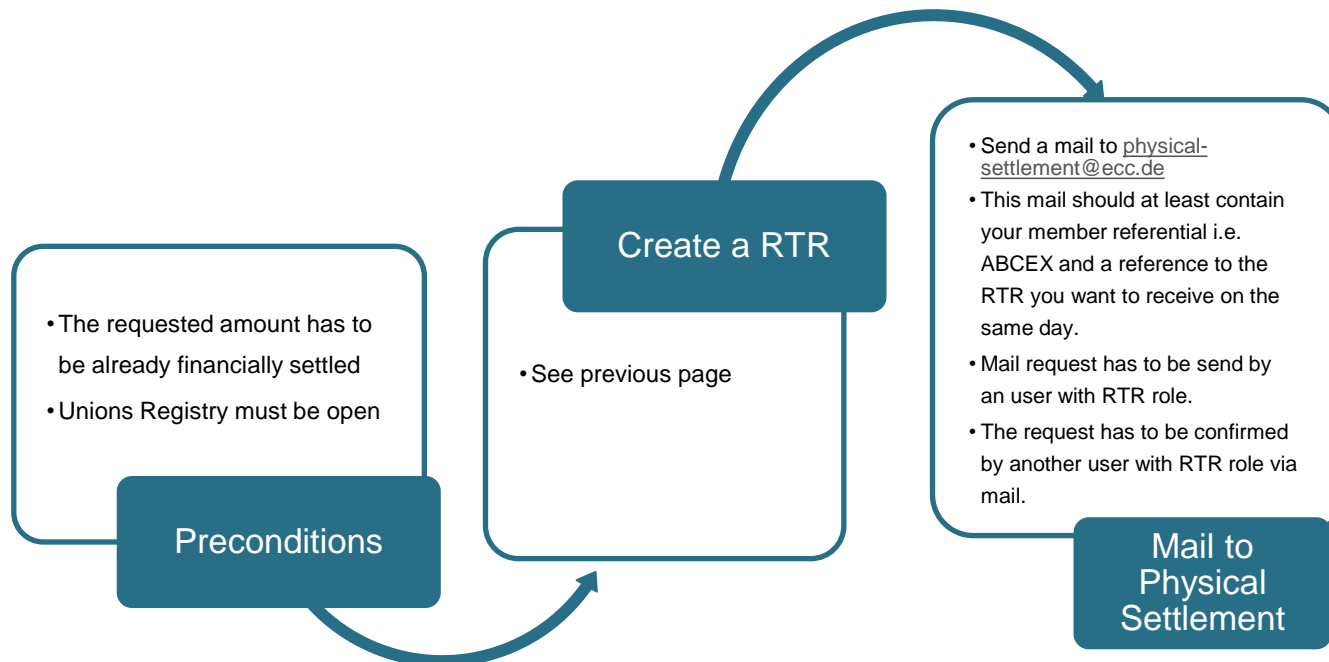 • The requested amount has to
be already financially settled
• Unions Registry must be open
Preconditions
Create a RTR
• See previous page
• Send a mail to physical-
settlement@ecc.de
• This mail should at least contain
your member referential i.e.
ABCEX and a reference to the
RTR you want to receive on the
same day.
• Mail request has to be send by
an user with RTR role.
• The request has to be confirmed
by another user with RTR role via
mail.
Mail to
Physical
Settlement